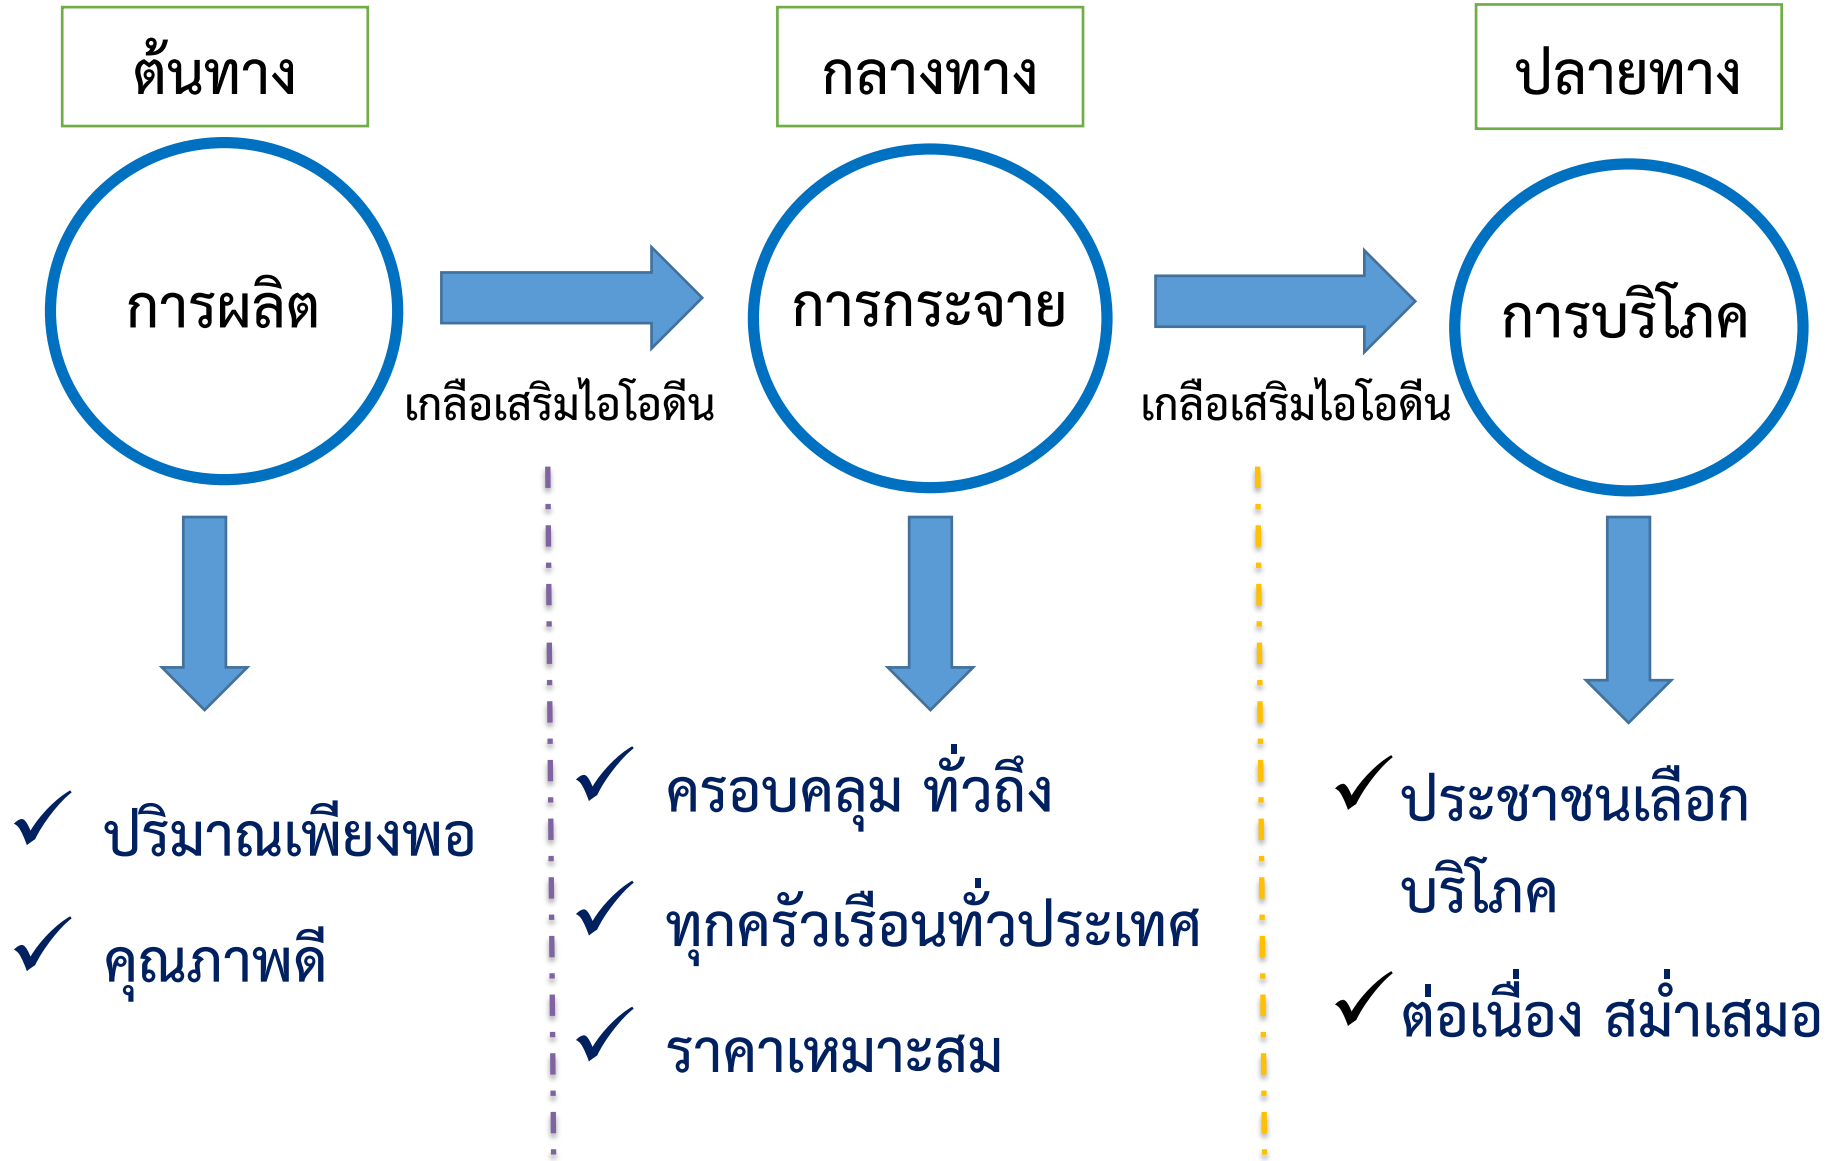 ต้นทาง
กลางทาง
ปลายทาง
การผลิต
การกระจาย
การบริโภค
เกลือเสริมไอโอดีน
เกลือเสริมไอโอดีน
ปริมาณเพียงพอ
คุณภาพดี
ครอบคลุม ทั่วถึง
ทุกครัวเรือนทั่วประเทศ
ราคาเหมาะสม
ประชาชนเลือก
บริโภค
ต่อเนื่อง สม่ำเสมอ